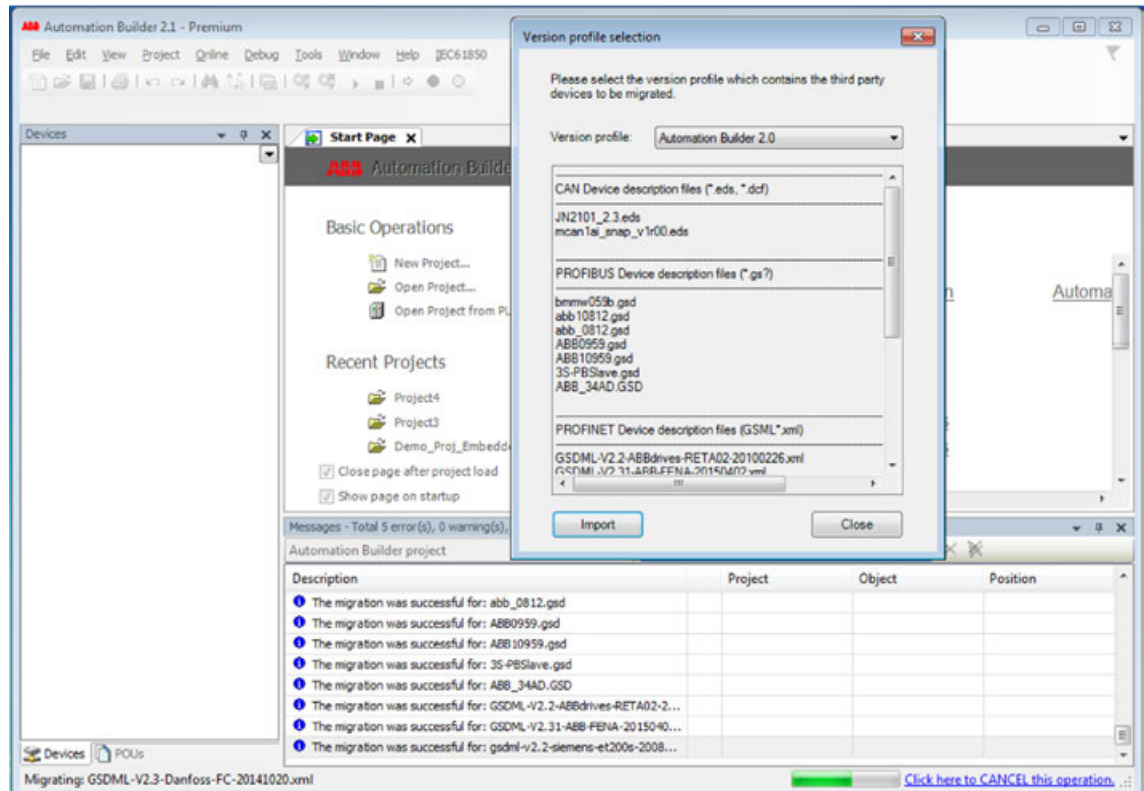 ABB Automation Builder 2.1 - Premium
File Edit View Project Online Debug Tools Window Help IEC61850
Devices
Start Page X
ABB Automation Builde
Basic Operations
New Project...
Open Project...
Open Project from PL
Recent Projects
Project4
Project3
Demo_Proj_Embedde
Close page after project load
Show page on startup
Automa
Version profile selection
Please select the version profile which contains the third party
devices to be migrated.
Version profile: Automation Builder 2.0
CAN Device description files (*.eds, *.dcf)
JN2101_2.3.eds
mcan1ai_snap_v1r00.eds
PROFIBUS Device description files (*.gs?)
bmmw059b.gsd
abb10812.gsd
abb_0812.gsd
ABB0959.gsd
ABB10959.gsd
3S-PBSlave.gsd
ABB_34AD.GSD
PROFINET Device description files (GSML*.xml)
GSDML-V2.2-ABBdrives-RETA02-20100226.xml
GSDML-V2.31-ABB-FENA-20150402.xml
Import Close
Messages - Total 5 error(s), 0 warning(s),
Automation Builder project
Description Project Object Position
The migration was successful for: abb_0812.gsd
The migration was successful for: ABB0959.gsd
The migration was successful for: ABB10959.gsd
The migration was successful for: 3S-PBSlave.gsd
The migration was successful for: ABB_34AD.GSD
The migration was successful for: GSDML-V2.2-ABBdrives-RETA02-2...
The migration was successful for: GSDML-V2.31-ABB-FENA-2015040...
The migration was successful for: gsdml-v2.2-siemens-et200s-2008...
Devices POUs
Migrating: GSDML-V2.3-Danfoss-FC-20141020.xml
Click here to CANCEL this operation.